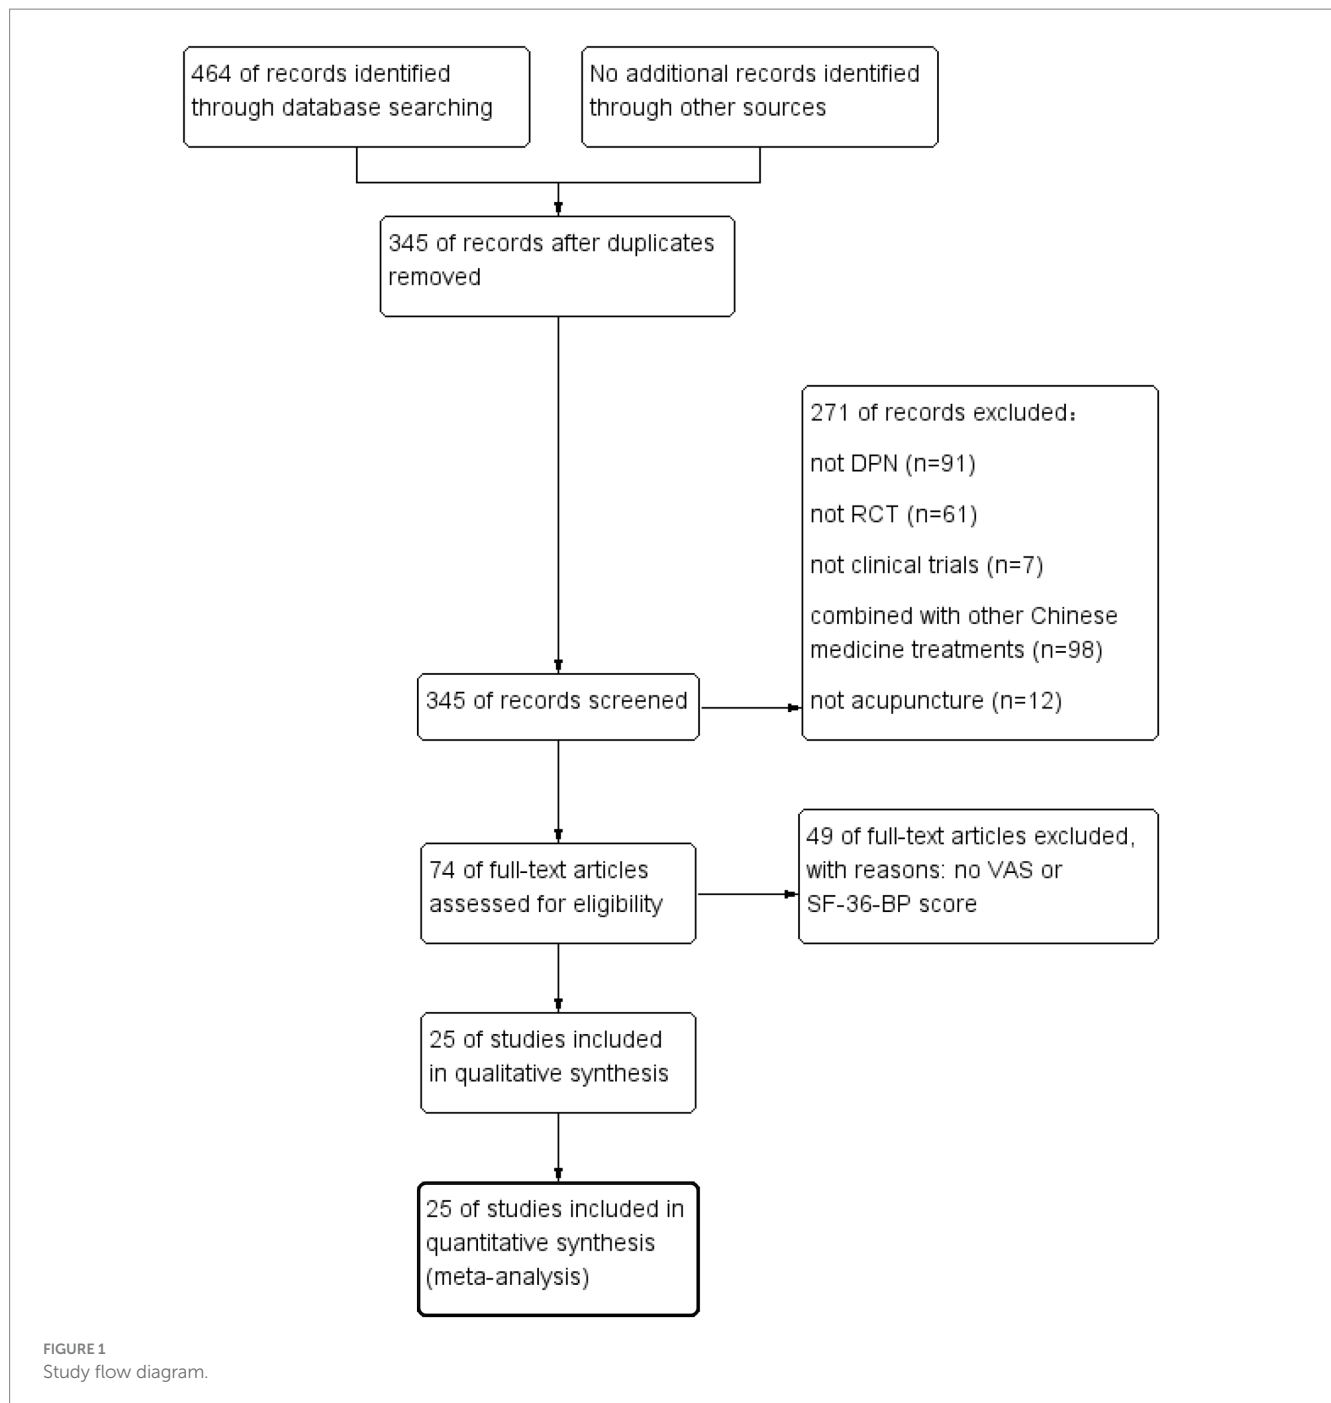 464 of records identified
through database searching
No additional records identified
through other sources
345 of records after duplicates
removed
271 of records excluded：
not DPN (n=91)
not RCT (n=61)
not clinical trials (n=7)
combined with other Chinese
medicine treatments (n=98)
not acupuncture (n=12)
345 of records screened
74 of full-text articles
assessed for eligibility
49 of full-text articles excluded,
with reasons: no VAS or
SF-36-BP score
25 of studies included
in qualitative synthesis
25 of studies included in
quantitative synthesis
(meta-analysis)
FIGURE 1
Study flow diagram.